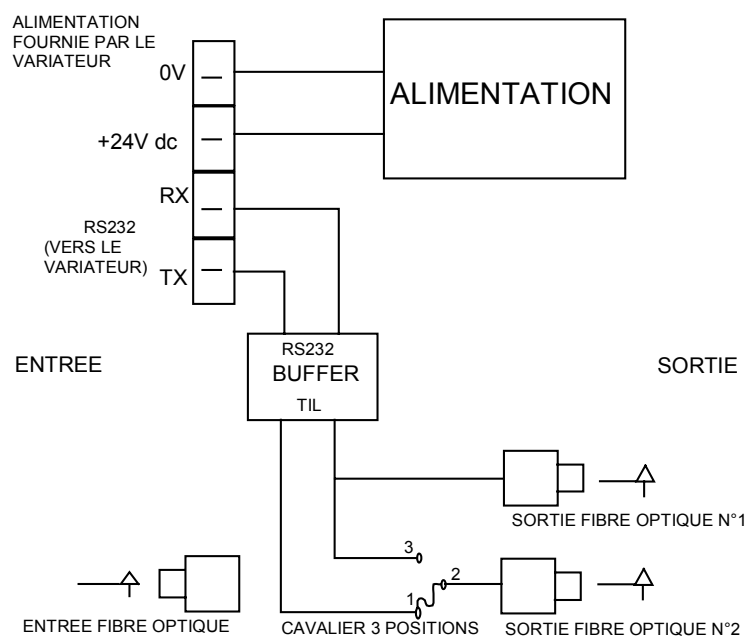 ALIMENTATION
FOURNIE PAR LE
VARIATEUR
0V
ALIMENTATION
+24V dc
RX
RS232
(VERS LE
VARIATEUR)
TX
RS232
BUFFER
TIL
ENTREE
SORTIE
SORTIE FIBRE OPTIQUE N°1
3
2
1
ENTREE FIBRE OPTIQUE
CAVALIER 3 POSITIONS
SORTIE FIBRE OPTIQUE N°2